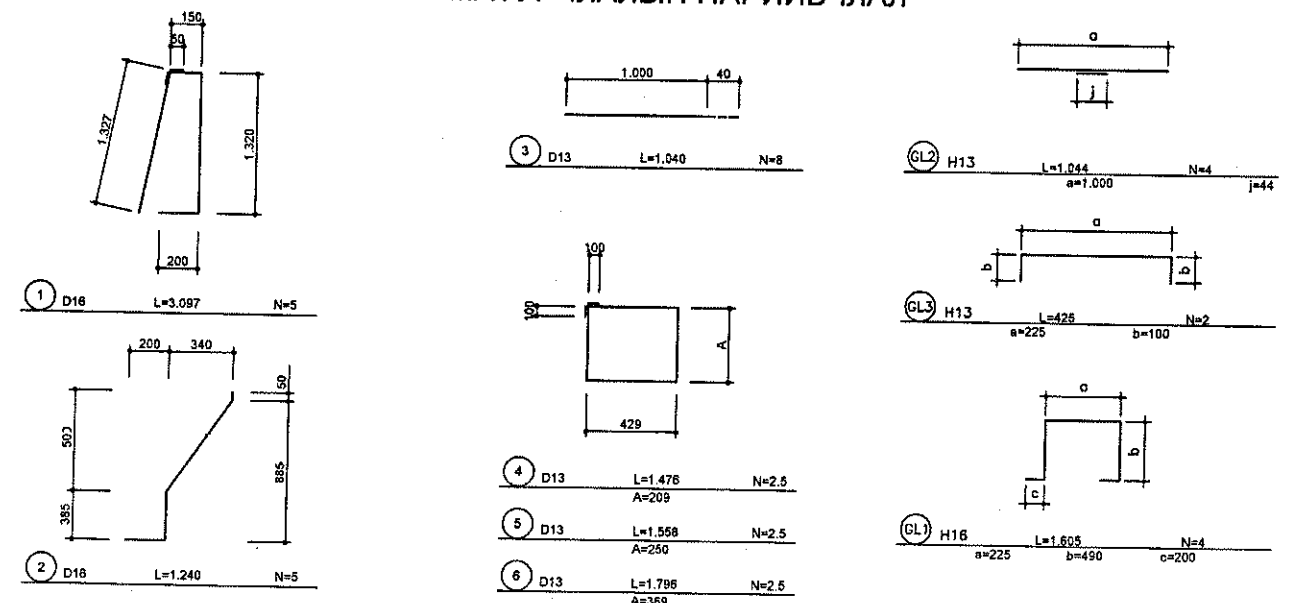 150
50
1.327
1.320
200
1 D16 L=3.097 N=5
200 340
50
500
885
385
2 D16 L=1.240 N=5
1.000 40
3 D13 L=1.040 N=8
100
100
A
429
4 D13 L=1.476 N=2.5
A=209
5 D13 L=1.558 N=2.5
A=250
6 D13 L=1.796 N=2.5
A=369
a
j
GL2 H13 L=1.044 N=4
a=1.000 j=44
a
b b
GL3 H13 L=425 N=2
a=225 b=100
a
b
c
GL1 H16 L=1.605 N=4
a=225 b=490 c=200